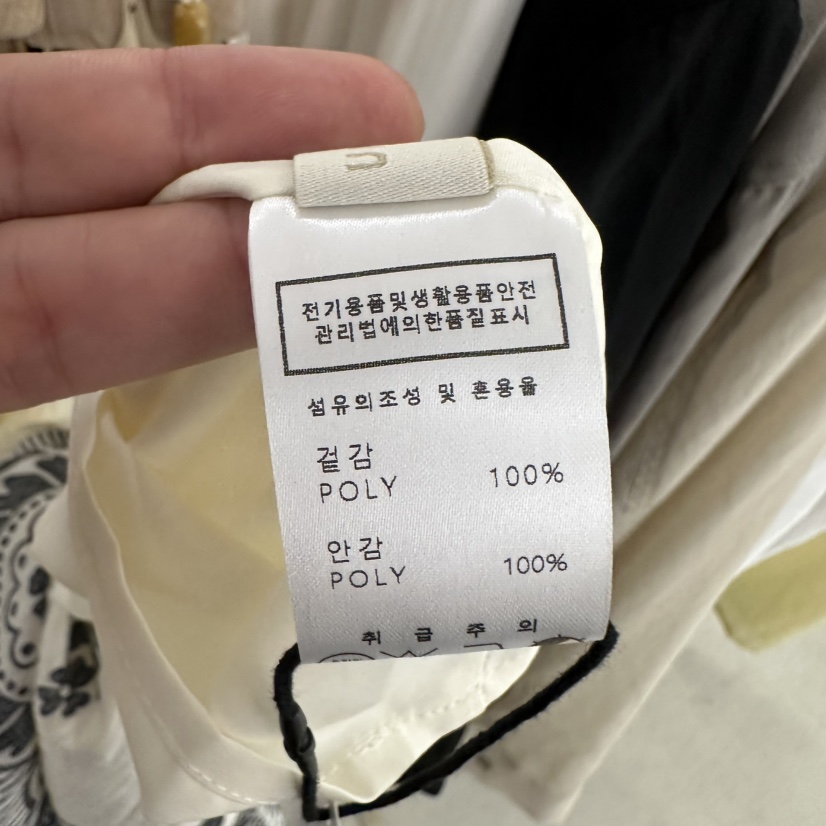 전기용품및생활용품안전
관리법에의한품질표시
섬유의조성 및 혼용율
겉감
POLY 100%
안감
POLY 100%
취급주의